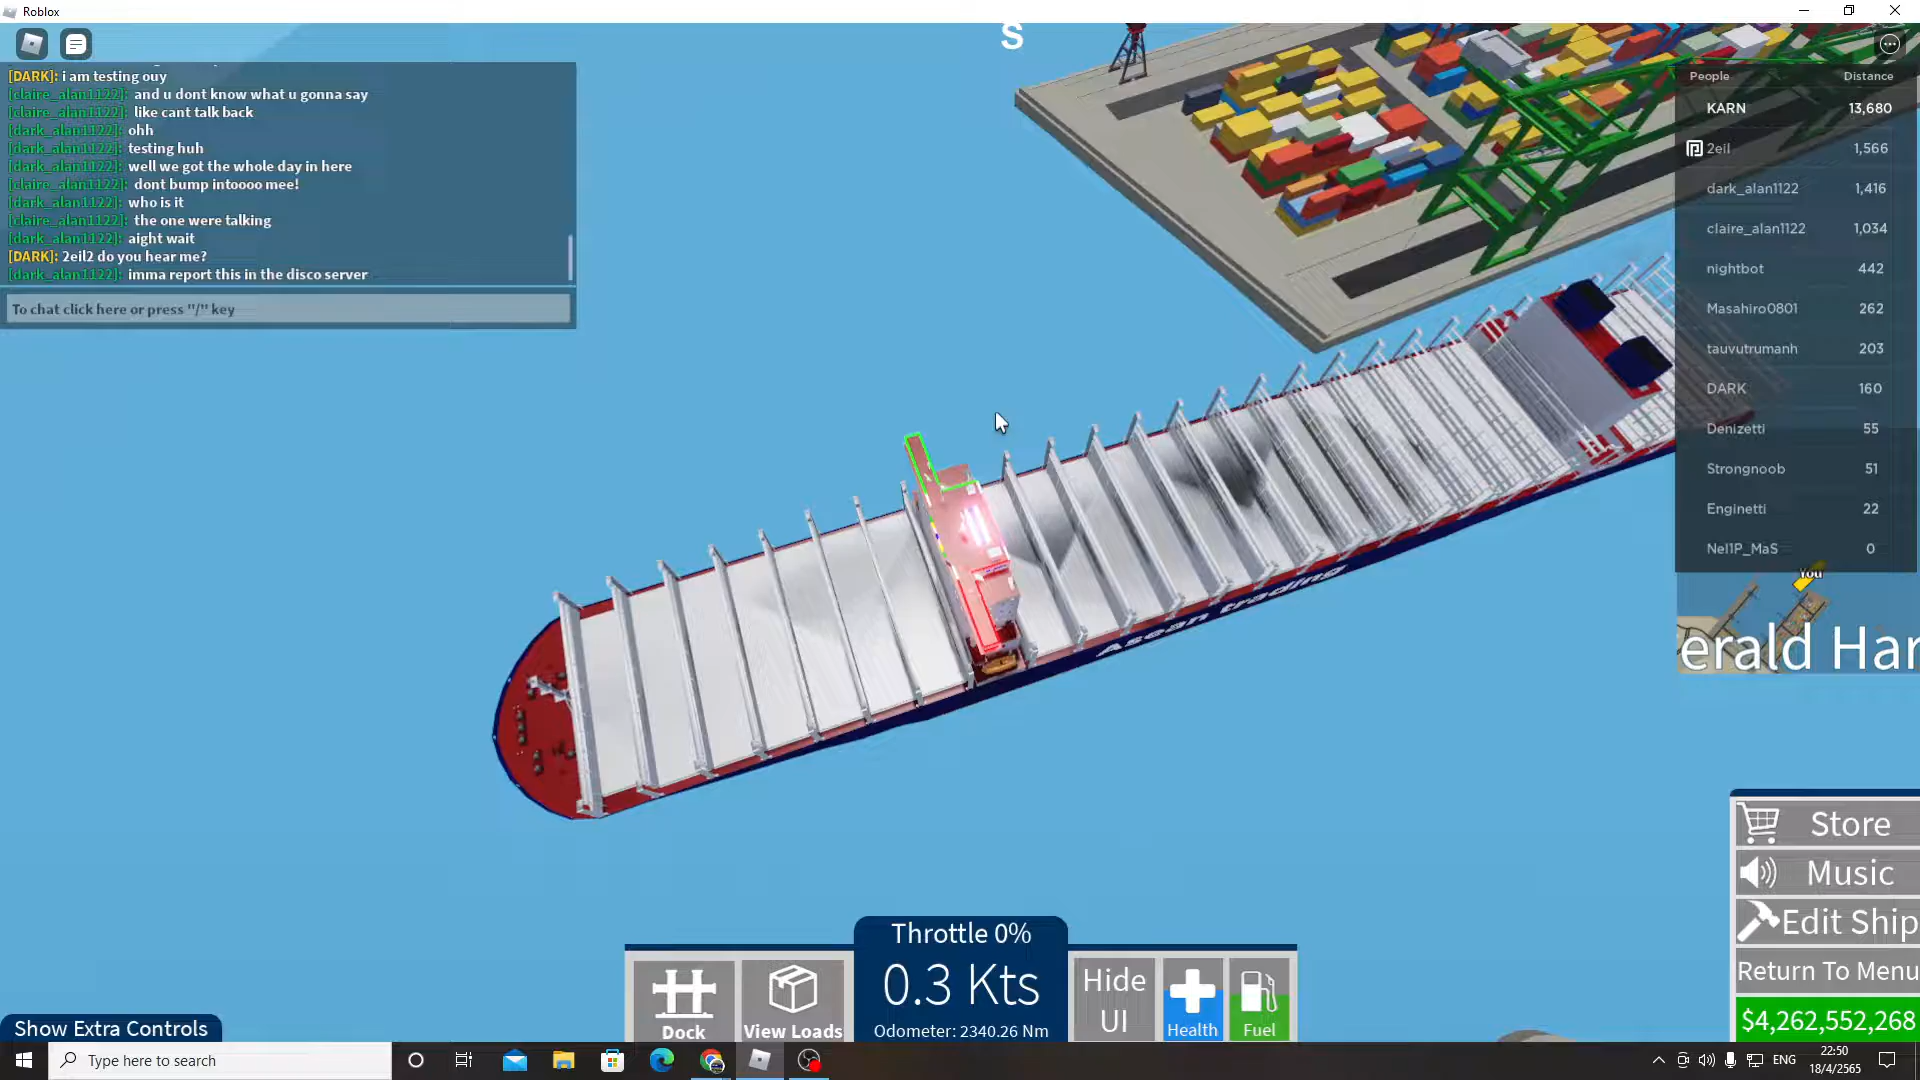 Roblox
S
[DARK]: i am testing ouy
[claire_alan1122]: and u dont know what u gonna say
[claire_alan1122]: like cant talk back
[dark_alan1122]: ohh
[dark_alan1122]: testing huh
[dark_alan1122]: well we got the whole day in here
[claire_alan1122]: dont bump intoooo mee!
[dark_alan1122]: who is it
[claire_alan1122]: the one were talking
[dark_alan1122]: aight wait
[DARK]: 2eil2 do you hear me?
[dark_alan1122]: imma report this in the disco server
To chat click here or press "/" key
People Distance
KARN 13,680
2eil 1,566
dark_alan1122 1,416
claire_alan1122 1,034
nightbot 442
Masahiro0801 262
tauvutrumanh 203
DARK 160
Denizetti 55
Strongnoob 51
Enginetti 22
Nel1P_MaS 0
You
erald Har
Asean trading
Store
Music
Edit Ship
Return To Menu
$4,262,552,268
Throttle 0%
0.3 Kts
Odometer: 2340.26 Nm
Dock
View Loads
Hide
UI
Health
Fuel
Show Extra Controls
Type here to search
ENG
22:50
18/4/2565